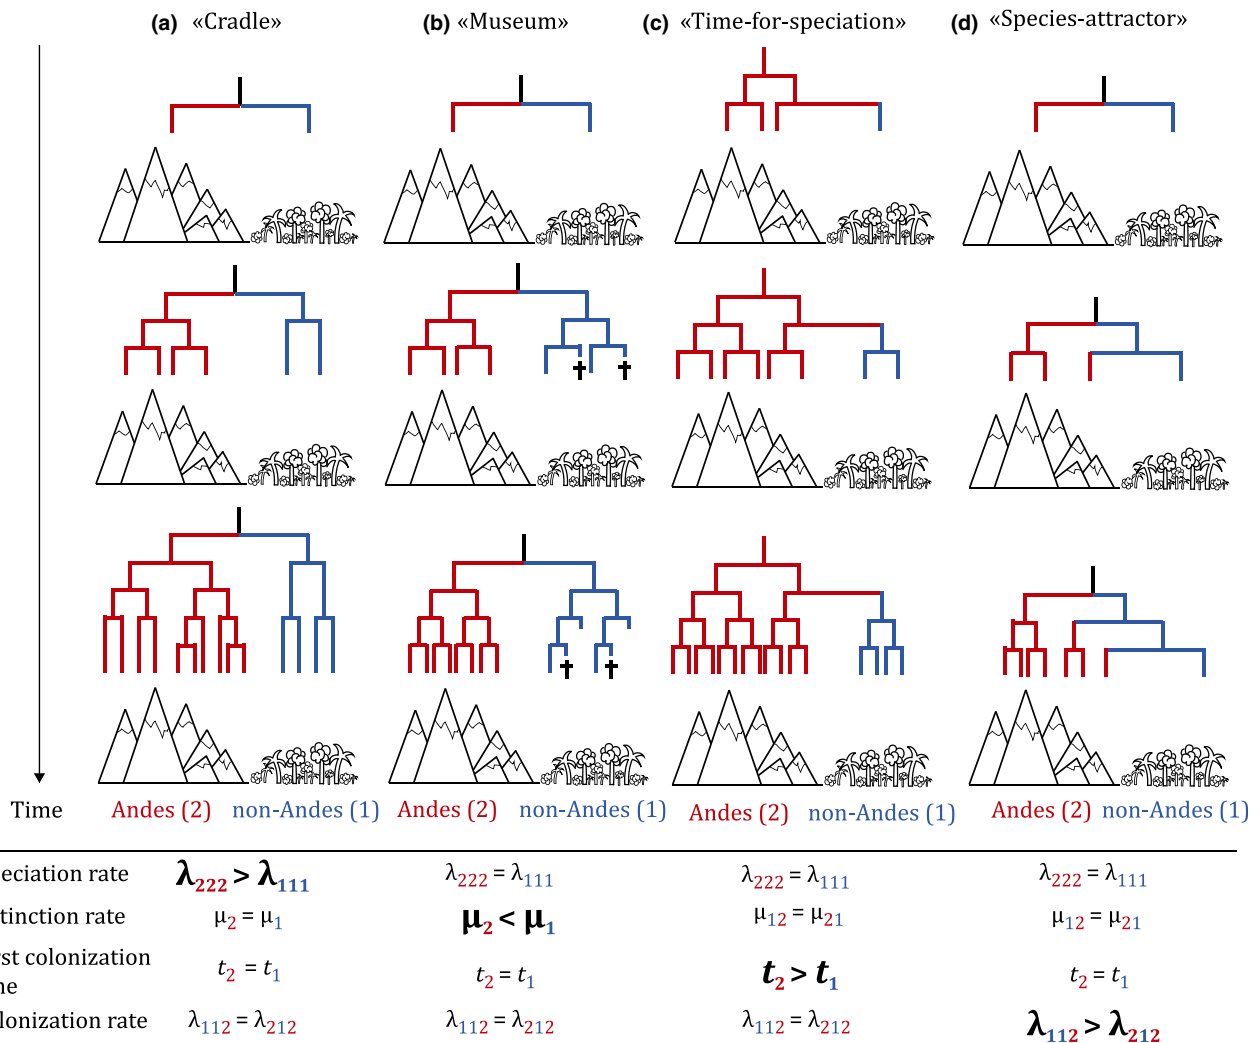 (a) «Cradle» (b) «Museum» (c) «Time-for-speciation» (d) «Species-attractor»
Time Andes (2) non-Andes (1) Andes (2) non-Andes (1) Andes (2) non-Andes (1) Andes (2) non-Andes (1)
eciation rate λ222 > λ111 λ222 = λ111 λ222 = λ111 λ222 = λ111
tinction rate μ2 = μ1 μ2 < μ1 μ12 = μ21 μ12 = μ21
rst colonization
ne t2 = t1 t2 = t1 t2 > t1 t2 = t1
lonization rate λ112 = λ212 λ112 = λ212 λ112 = λ212 λ112 > λ212